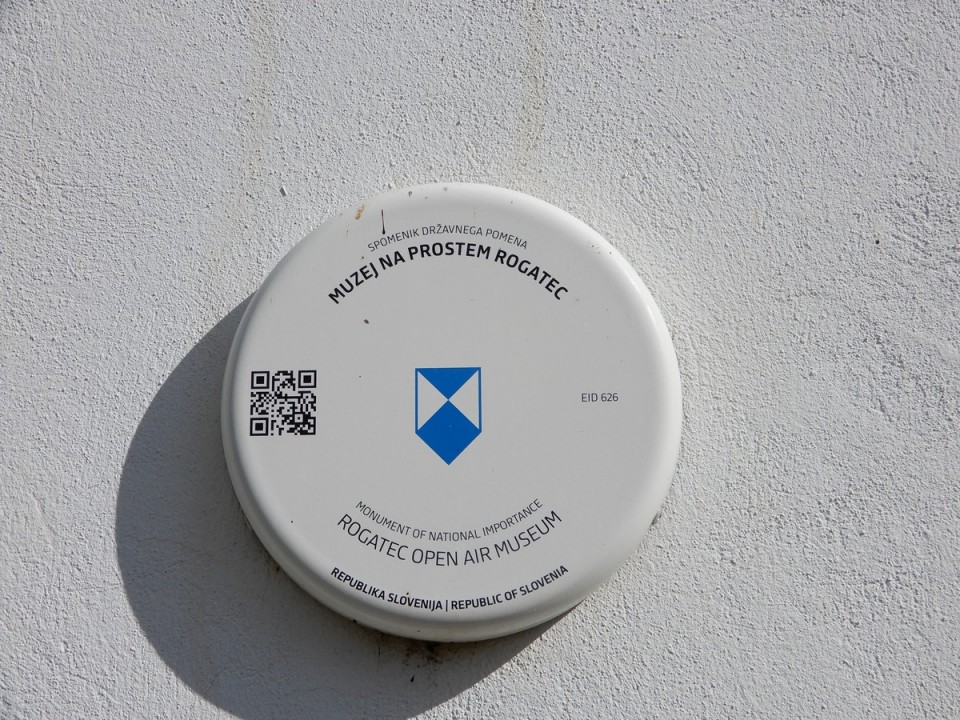 SPOMENIK DRŽAVNEGA POMENA
MUZEJ NA PROSTEM ROGATEC
EID 626
MONUMENT OF NATIONAL IMPORTANCE
ROGATEC OPEN AIR MUSEUM
REPUBLIKA SLOVENIJA | REPUBLIC OF SLOVENIA